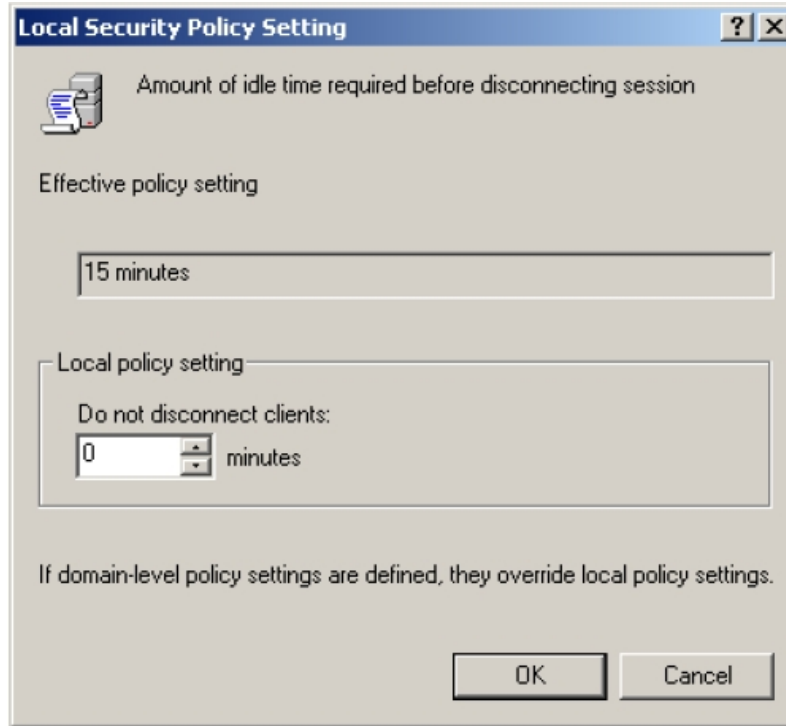 Local Security Policy Setting
Amount of idle time required before disconnecting session
Effective policy setting
15 minutes
Local policy setting
Do not disconnect clients:
0 minutes
If domain-level policy settings are defined, they override local policy settings.
OK Cancel